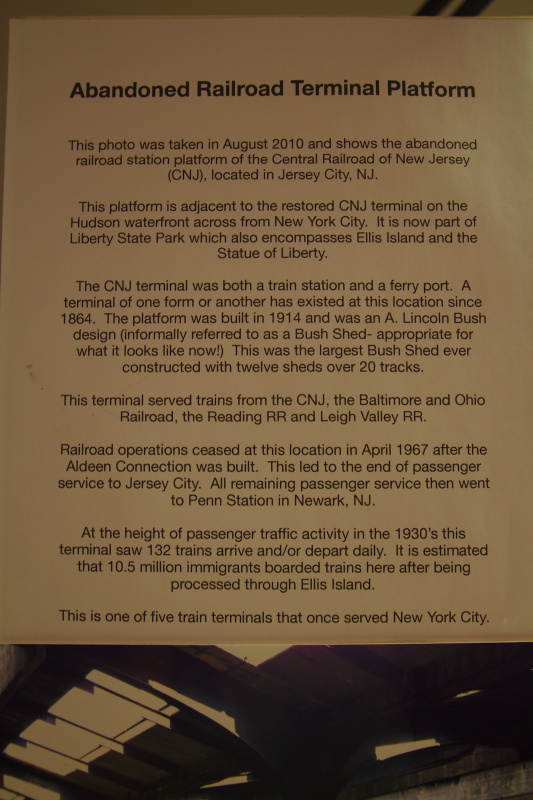 Abandoned Railroad Terminal Platform
This photo was taken in August 2010 and shows the abandoned
railroad station platform of the Central Railroad of New Jersey
(CNJ), located in Jersey City, NJ.
This platform is adjacent to the restored CNJ terminal on the
Hudson waterfront across from New York City. It is now part of
Liberty State Park which also encompasses Ellis Island and the
Statue of Liberty.
The CNJ terminal was both a train station and a ferry port. A
terminal of one form or another has existed at this location since
1864. The platform was built in 1914 and was an A. Lincoln Bush
design (informally referred to as a Bush Shed- appropriate for
what it looks like now!) This was the largest Bush Shed ever
constructed with twelve sheds over 20 tracks.
This terminal served trains from the CNJ, the Baltimore and Ohio
Railroad, the Reading RR and Leigh Valley RR.
Railroad operations ceased at this location in April 1967 after the
Aldeen Connection was built. This led to the end of passenger
service to Jersey City. All remaining passenger service then went
to Penn Station in Newark, NJ.
At the height of passenger traffic activity in the 1930's this
terminal saw 132 trains arrive and/or depart daily. It is estimated
that 10.5 million immigrants boarded trains here after being
processed through Ellis Island.
This is one of five train terminals that once served New York City.